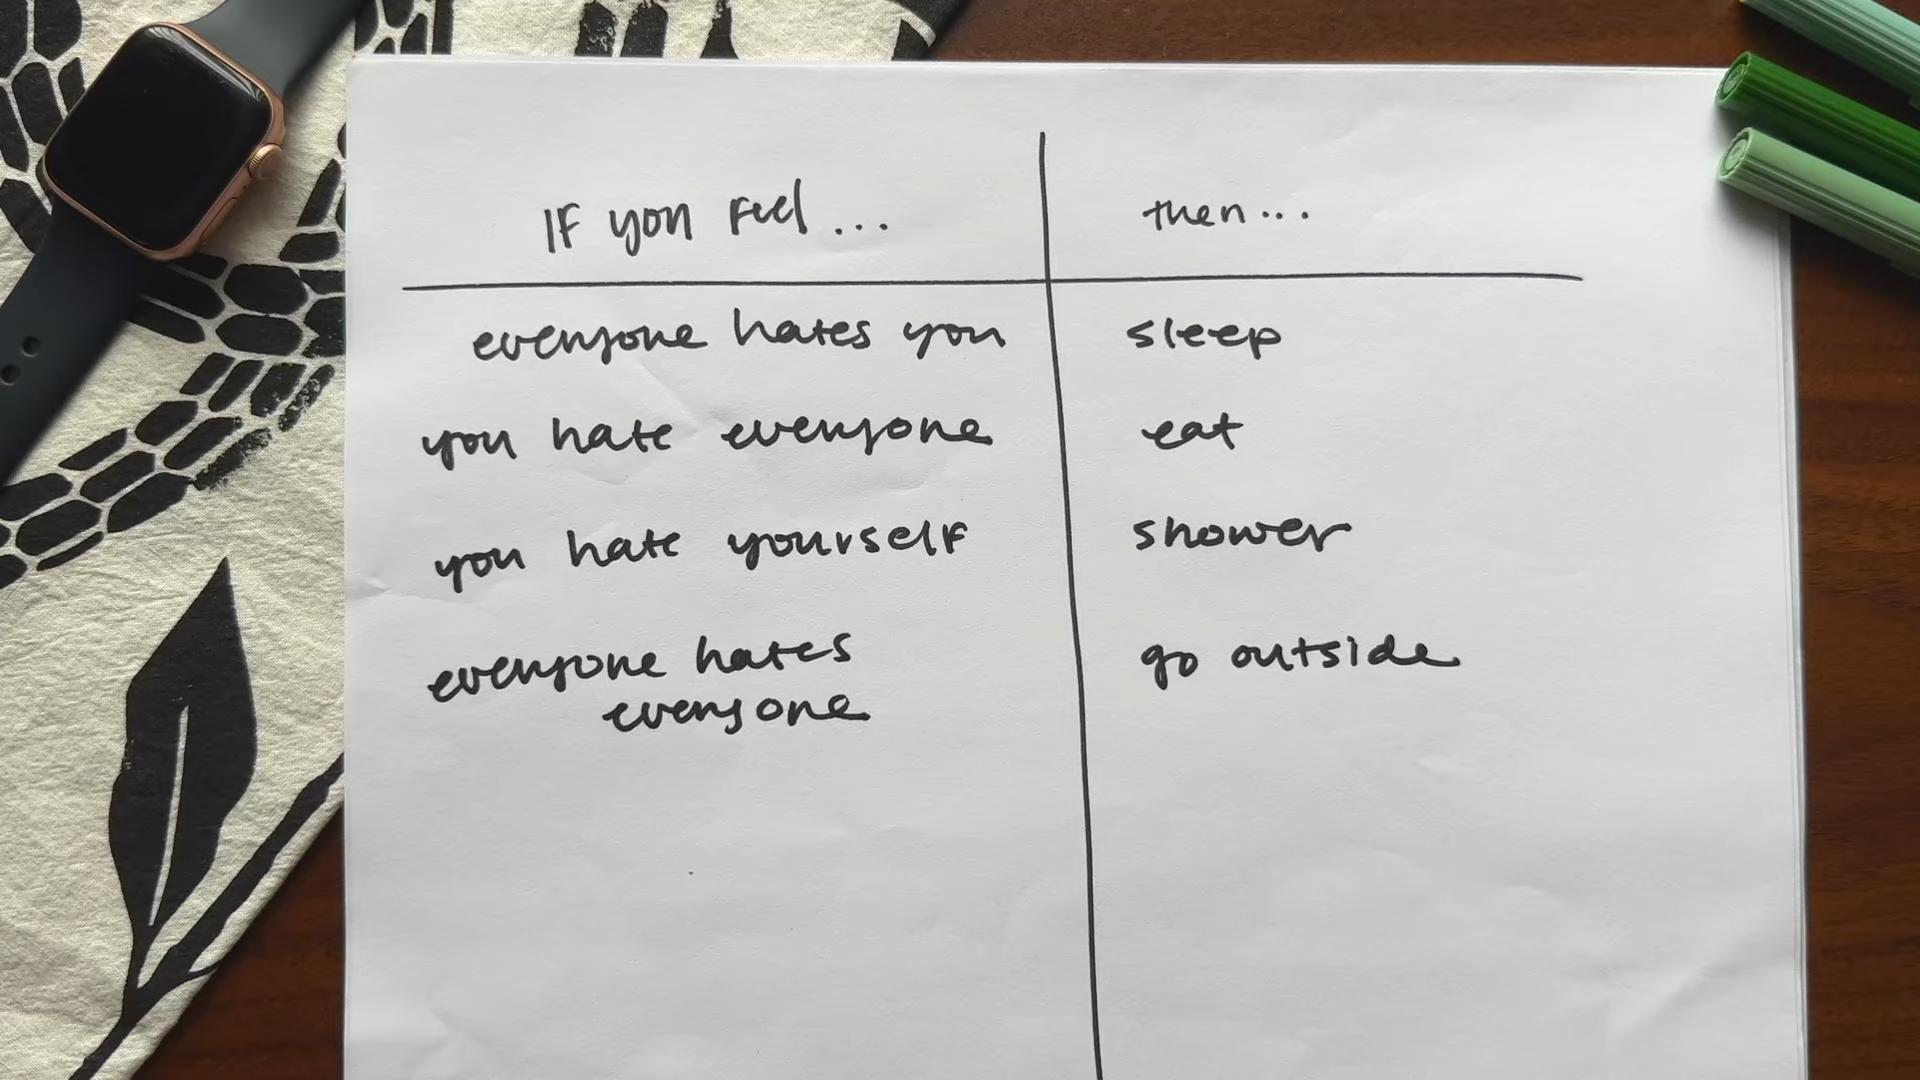 IF you feel... then...
everyone hates you sleep
you hate everyone eat
you hate yourself shower
everyone hates go outside
everyone